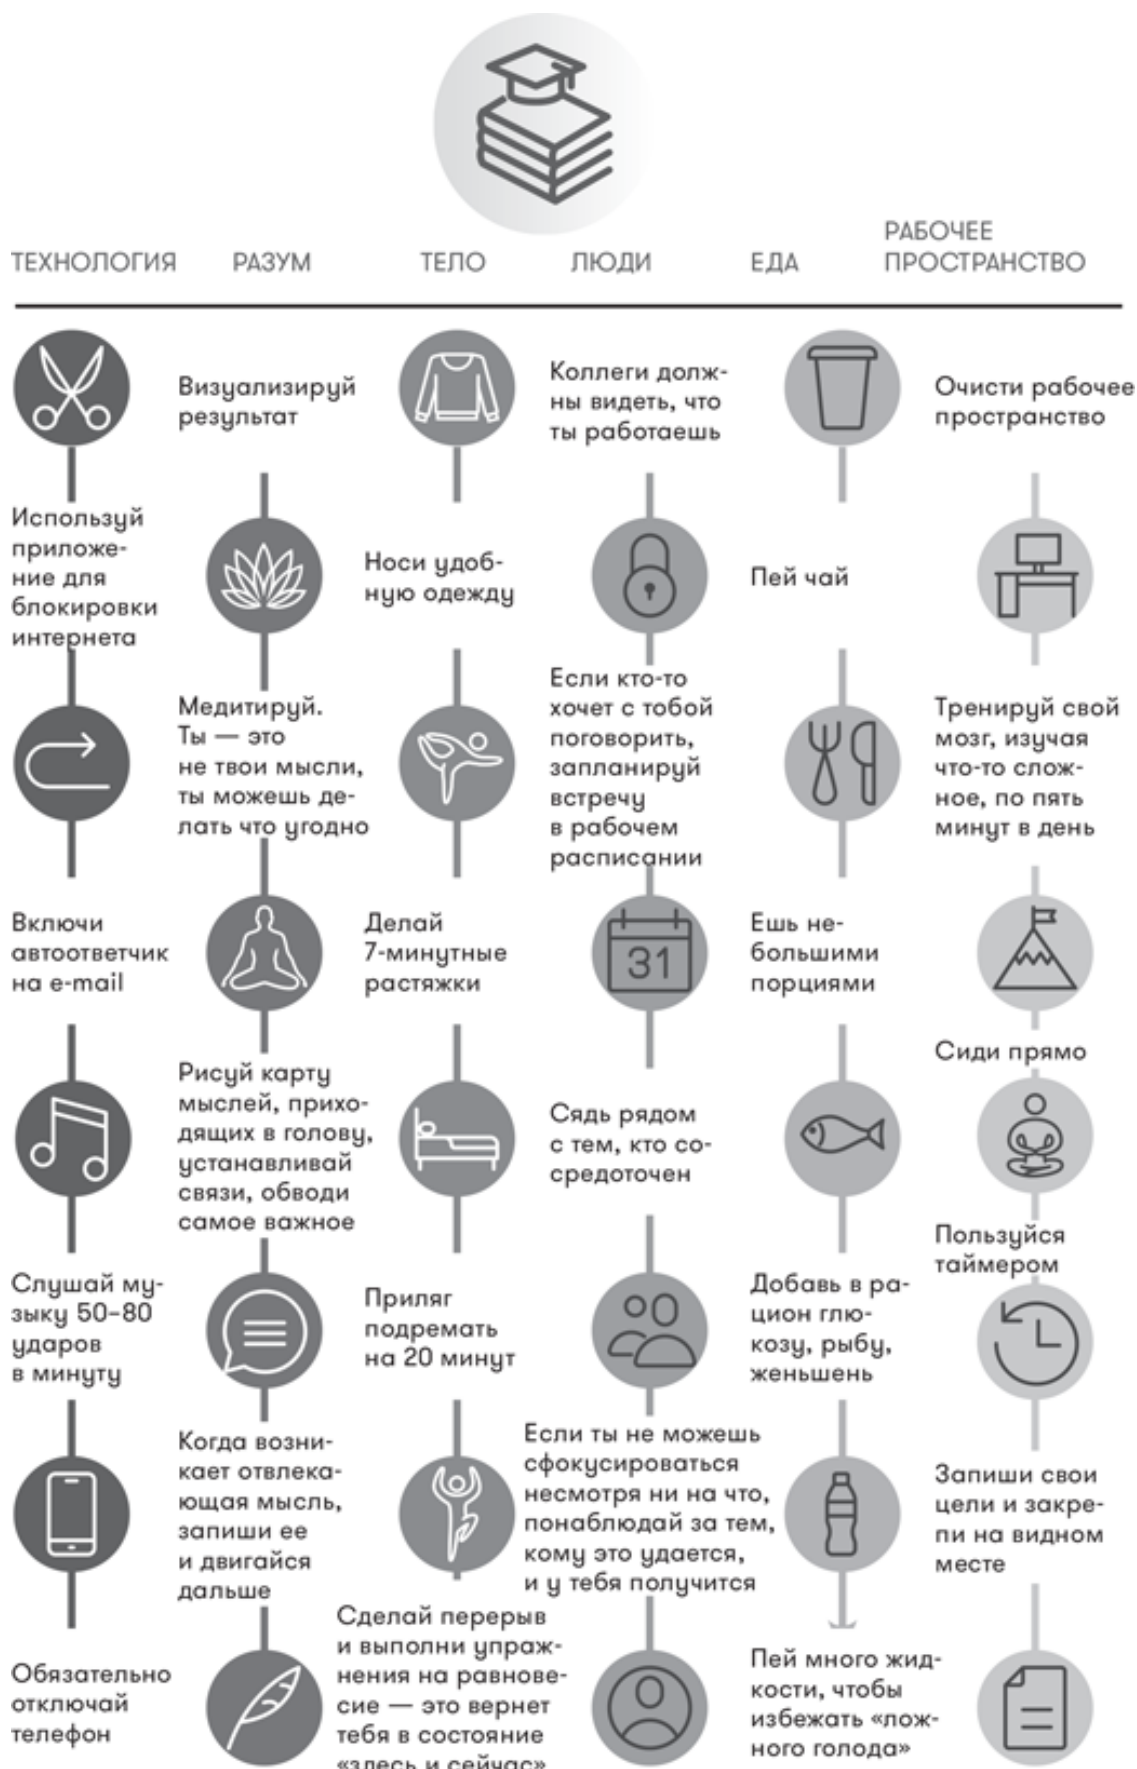 ТЕХНОЛОГИЯ
РАЗУМ
ТЕЛО
ЛЮДИ
ЕДА
РАБОЧЕЕ
ПРОСТРАНСТВО
Используй
приложе-
ние для
блокировки
интернета
Включи
автоответчик
на e-mail
Слушай му-
зыку 50–80
ударов
в минуту
Обязательно
отключай
телефон
Визуализируй
результат
Медитируй.
Ты — это
не твои мысли,
ты можешь де-
лать что угодно
Рисуй карту
мыслей, прихо-
дящих в голову,
устанавливай
связи, обводи
самое важное
Когда возни-
кает отвлека-
ющая мысль,
запиши ее
и двигайся
дальше
Носи удоб-
ную одежду
Делай
7-минутные
растяжки
Приляг
подремать
на 20 минут
Сделай перерыв
и выполни упраж-
нения на равнове-
сие — это вернет
тебя в состояние
«здесь и сейчас»
Коллеги долж-
ны видеть, что
ты работаешь
Если кто-то
хочет с тобой
поговорить,
запланируй
встречу
в рабочем
расписании
31
Сядь рядом
с тем, кто со-
средоточен
Если ты не можешь
сфокусироваться
несмотря ни на что,
понаблюдай за тем,
кому это удается,
и у тебя получится
Пей чай
Ешь не-
большими
порциями
Добавь в ра-
цион глю-
козу, рыбу,
женьшень
Пей много жид-
кости, чтобы
избежать «лож-
ного голода»
Очисти рабочее
пространство
Тренируй свой
мозг, изучая
что-то слож-
ное, по пять
минут в день
Сиди прямо
Пользуйся
таймером
Запиши свои
цели и закре-
пи на видном
месте